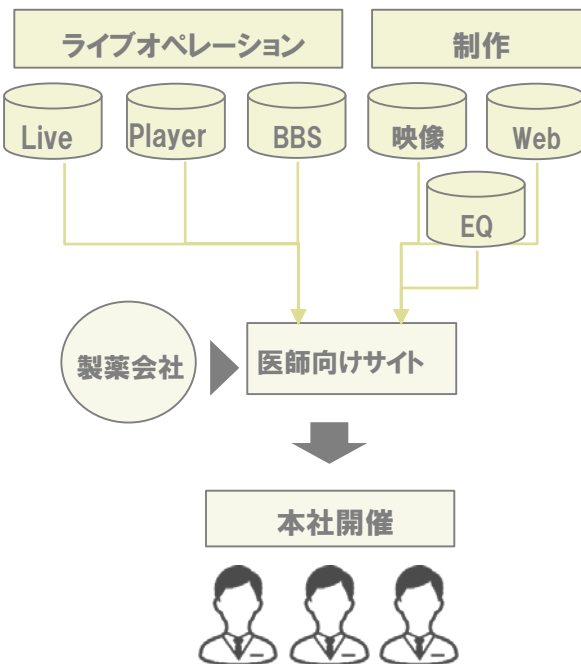 ライブオペレーション
制作
Live
Player
BBS
映像
Web
EQ
製薬会社
医師向けサイト
本社開催